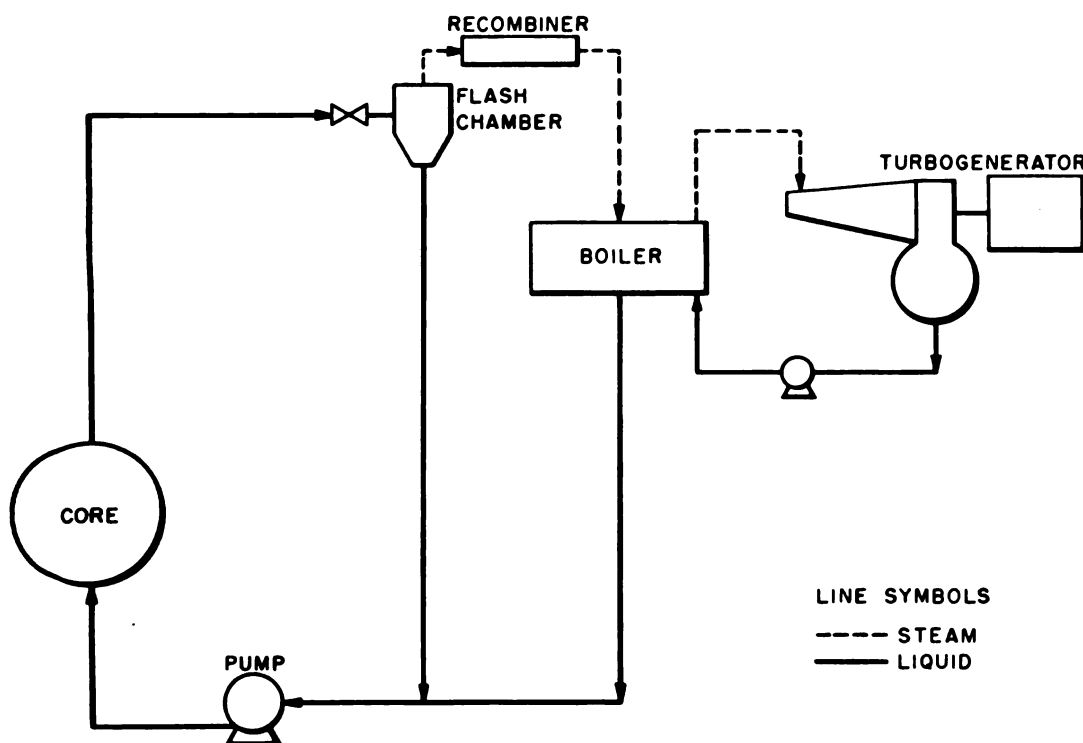 RECOMBINER
FLASH
CHAMBER
TURBOGENERATOR
BOILER
CORE
PUMP
LINE SYMBOLS
STEAM
LIQUID